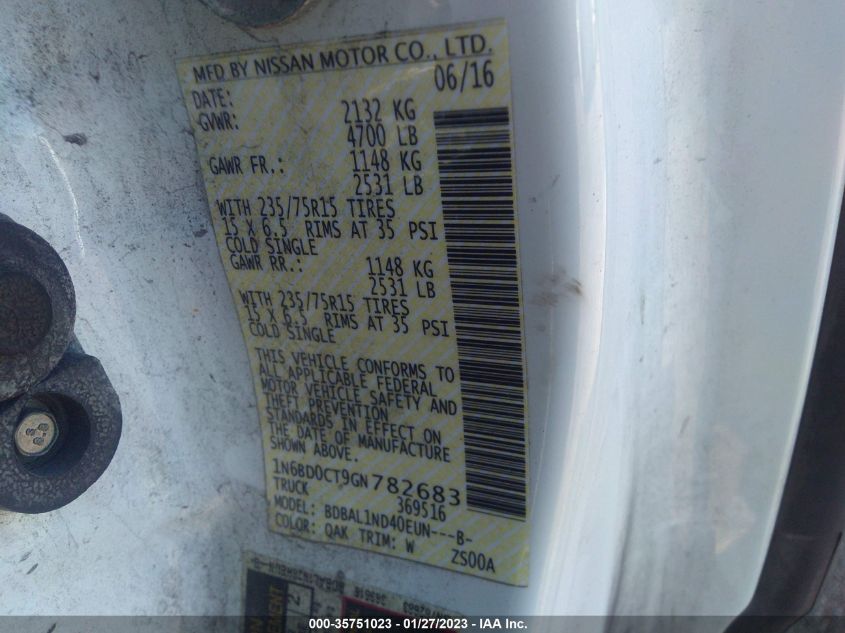 MFD BY NISSAN MOTOR CO., LTD.
DATE: 06/16
GVWR: 2132 KG
4700 LB
GAWR FR.: 1148 KG
2531 LB
WITH 235/75R15 TIRES
15 X 6.5 RIMS AT 35 PSI
COLD SINGLE
GAWR RR.: 1148 KG
2531 LB
WITH 235/75R15 TIRES
15 X 6.5 RIMS AT 35 PSI
COLD SINGLE
THIS VEHICLE CONFORMS TO
ALL APPLICABLE FEDERAL
MOTOR VEHICLE SAFETY AND
THEFT PREVENTION
STANDARDS IN EFFECT ON
THE DATE OF MANUFACTURE
SHOWN ABOVE.
1N6BD0CT9GN782683
TRUCK 369516
MODEL: BDBAL1ND40EUN---B-
COLOR: QAK TRIM: W ZS00A
000-35751023 - 01/27/2023 - IAA Inc.